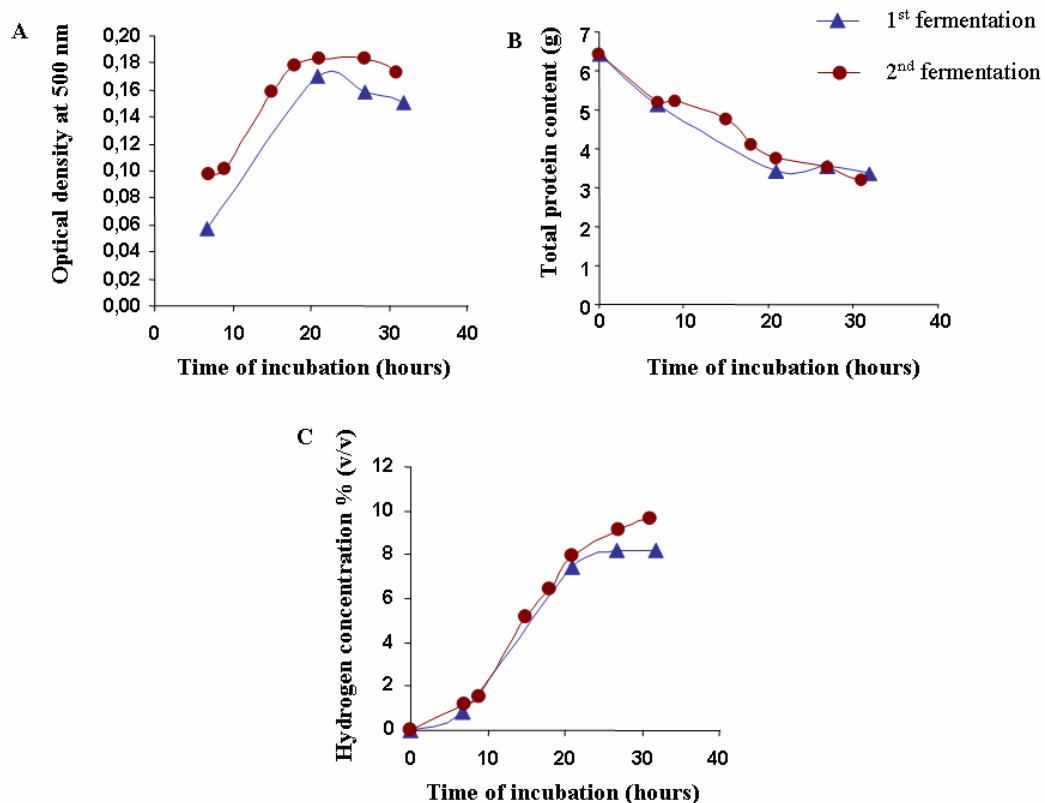 A
Optical density at 500 nm
0,20
0,18
0,16
0,14
0,12
0,10
0,08
0,06
0,04
0,02
0,00
0 10 20 30 40
Time of incubation (hours)
B
Total protein content (g)
7
6
5
4
3
2
1
0
0 10 20 30 40
Time of incubation (hours)
1st fermentation
2nd fermentation
C
Hydrogen concentration % (v/v)
12
10
8
6
4
2
0
0 10 20 30 40
Time of incubation (hours)